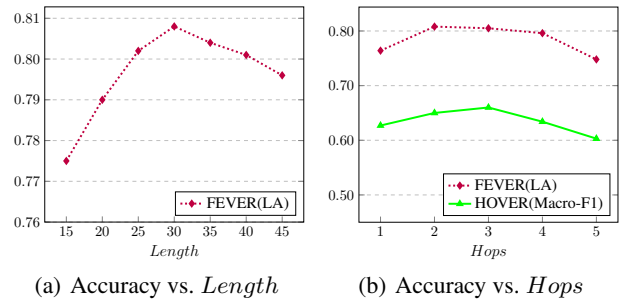 0.81
0.80
0.79
0.78
0.77
0.76
15 20 25 30 35 40 45
Length
FEVER(LA)
(a) Accuracy vs. Length
0.80
0.70
0.60
0.50
1 2 3 4 5
Hops
FEVER(LA)
HOVER(Macro-F1)
(b) Accuracy vs. Hops